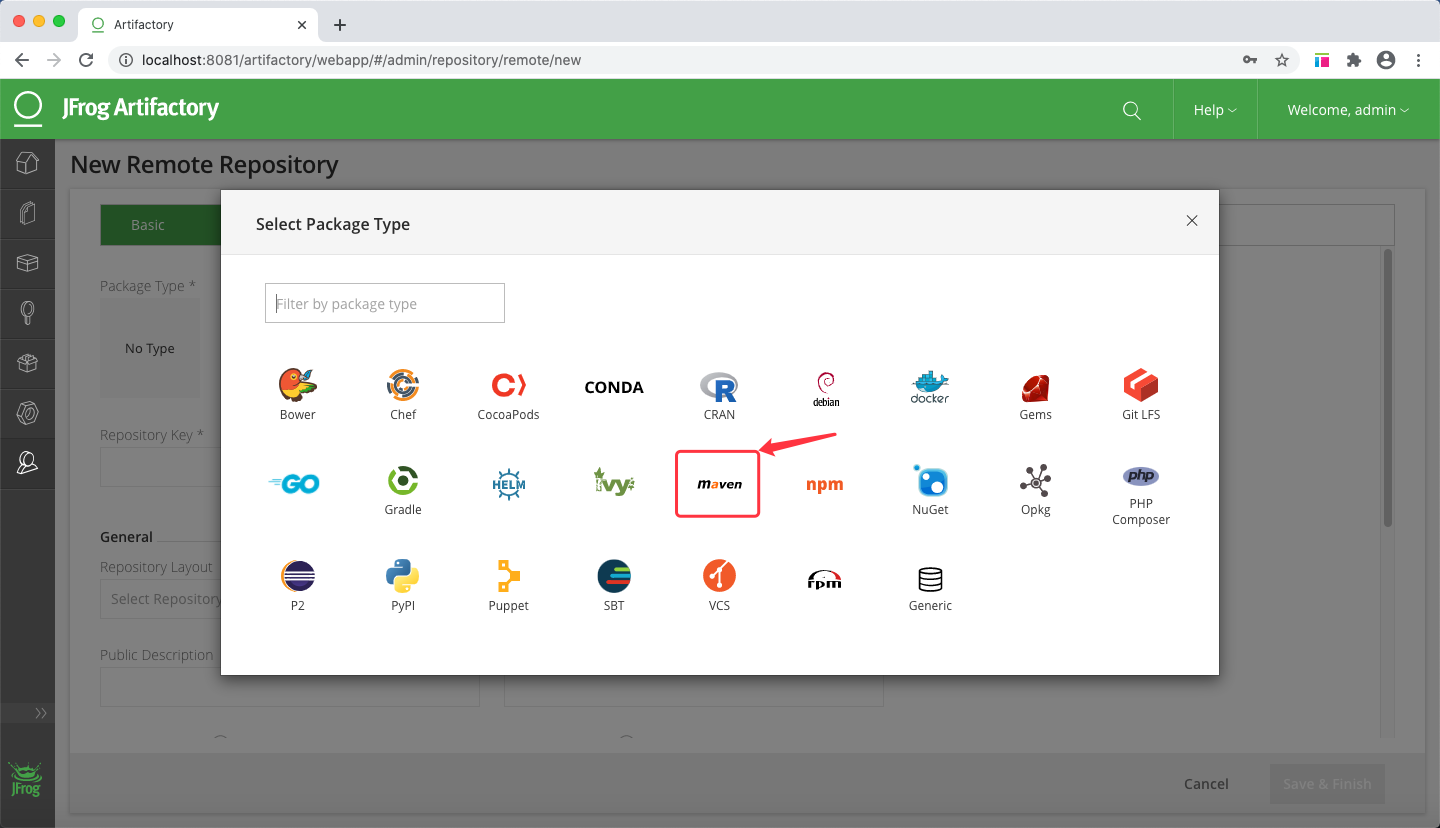 Artifactory
localhost:8081/artifactory/webapp/#/admin/repository/remote/new
JFrog Artifactory
Help
Welcome, admin
New Remote Repository
Basic
Select Package Type
Package Type *
No Type
Filter by package type
Bower
Chef
CocoaPods
CONDA
CRAN
debian
docker
Gems
Git LFS
Repository Key *
GO
Gradle
HELM
ivy
maven
npm
NuGet
Opkg
php
PHP
Composer
General
Repository Layout
Select Repository
P2
PyPI
Puppet
SBT
VCS
rpm
Generic
Public Description
JFrog
Cancel
Save & Finish